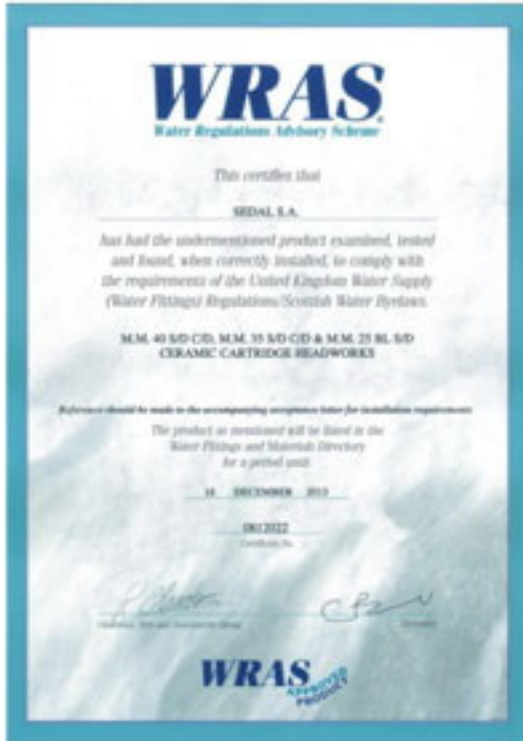 WRAS
Water Regulations Advisory Scheme
This certifies that
SEDAL S.A.
has had the undermentioned product examined, tested
and found, when correctly installed, to comply with
the requirements of the United Kingdom Water Supply
(Water Fittings) Regulations/Scottish Water Byelaws.
M.M. 40 S/D C/D, M.M. 35 S/D C/D & M.M. 25 BL S/D
CERAMIC CARTRIDGE HEADWORKS
Reference should be made to the accompanying acceptance letter for installation requirements
The product so mentioned will be listed in the
Water Fittings and Materials Directory
for a period until
DECEMBER 2013
0812022
Certificate No.
WRAS
APPROVED
PRODUCT